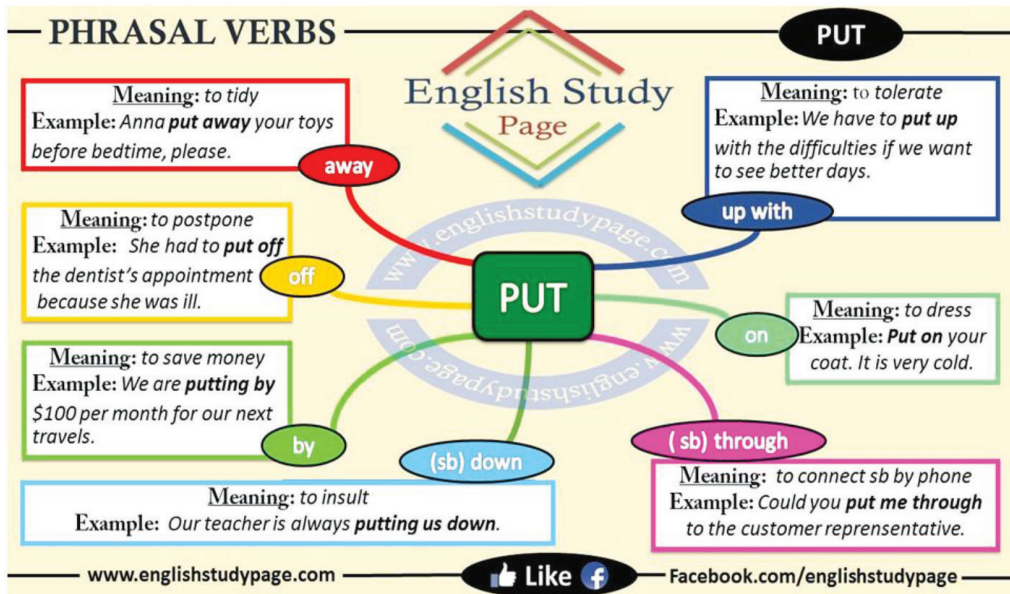 PHRASAL VERBS
PUT
English Study
Page
Meaning: to tidy
Example: Anna put away your toys
before bedtime, please.
away
Meaning: to tolerate
Example: We have to put up
with the difficulties if we want
to see better days.
up with
Meaning: to postpone
Example: She had to put off
the dentist's appointment
because she was ill.
off
www.englishstudypage.com
PUT
www.englishstudypage.com
Meaning: to dress
Example: Put on your
coat. It is very cold.
on
Meaning: to save money
Example: We are putting by
$100 per month for our next
travels.
by
(sb) down
Meaning: to insult
Example: Our teacher is always putting us down.
( sb) through
Meaning: to connect sb by phone
Example: Could you put me through
to the customer reprensentative.
www.englishstudypage.com
Like f
Facebook.com/englishstudypage